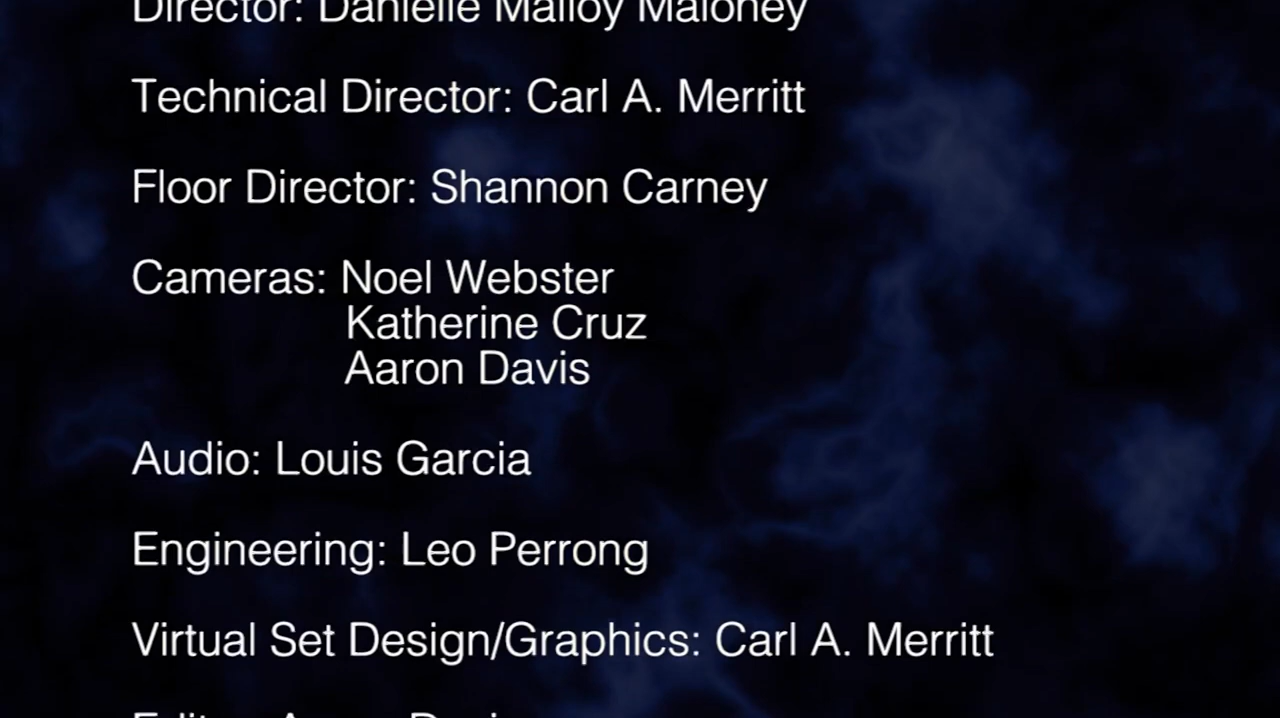 Director: Danielle Malloy Maloney
Technical Director: Carl A. Merritt
Floor Director: Shannon Carney
Cameras: Noel Webster
Katherine Cruz
Aaron Davis
Audio: Louis Garcia
Engineering: Leo Perrong
Virtual Set Design/Graphics: Carl A. Merritt